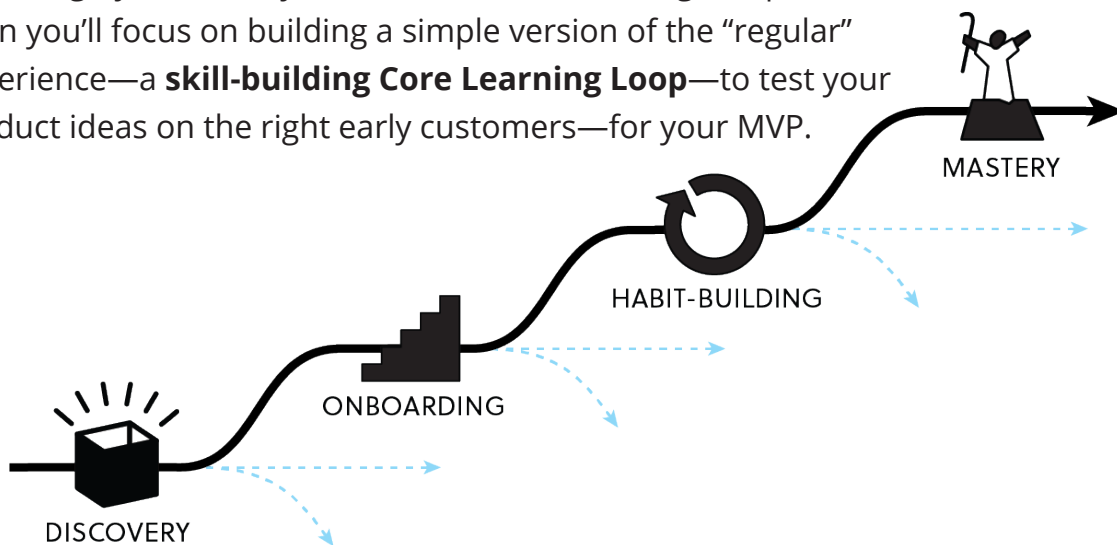 n you’ll focus on building a simple version of the “regular”
erience—a skill-building Core Learning Loop—to test your
duct ideas on the right early customers—for your MVP.
MASTERY
HABIT-BUILDING
ONBOARDING
DISCOVERY